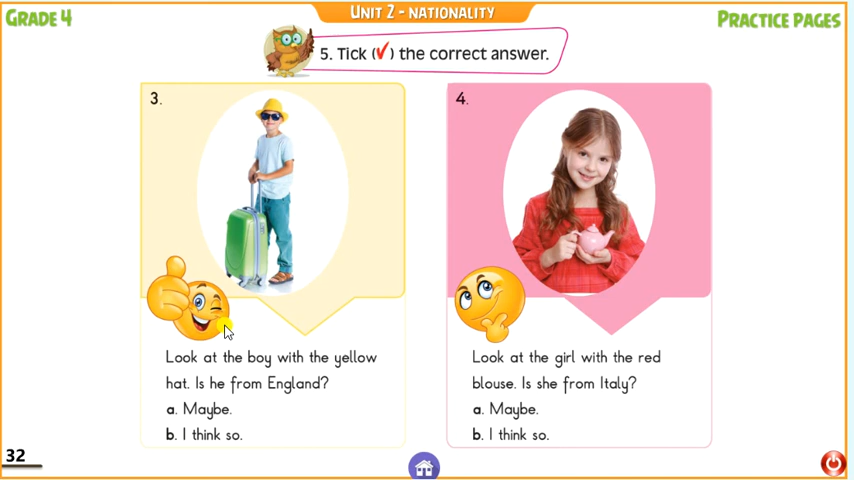 GRADE 4
UNIT 2 - NATIONALITY
PRACTICE PAGES
5. Tick (✓) the correct answer.
3.
Look at the boy with the yellow
hat. Is he from England?
a. Maybe.
b. I think so.
4.
Look at the girl with the red
blouse. Is she from Italy?
a. Maybe.
b. I think so.
32